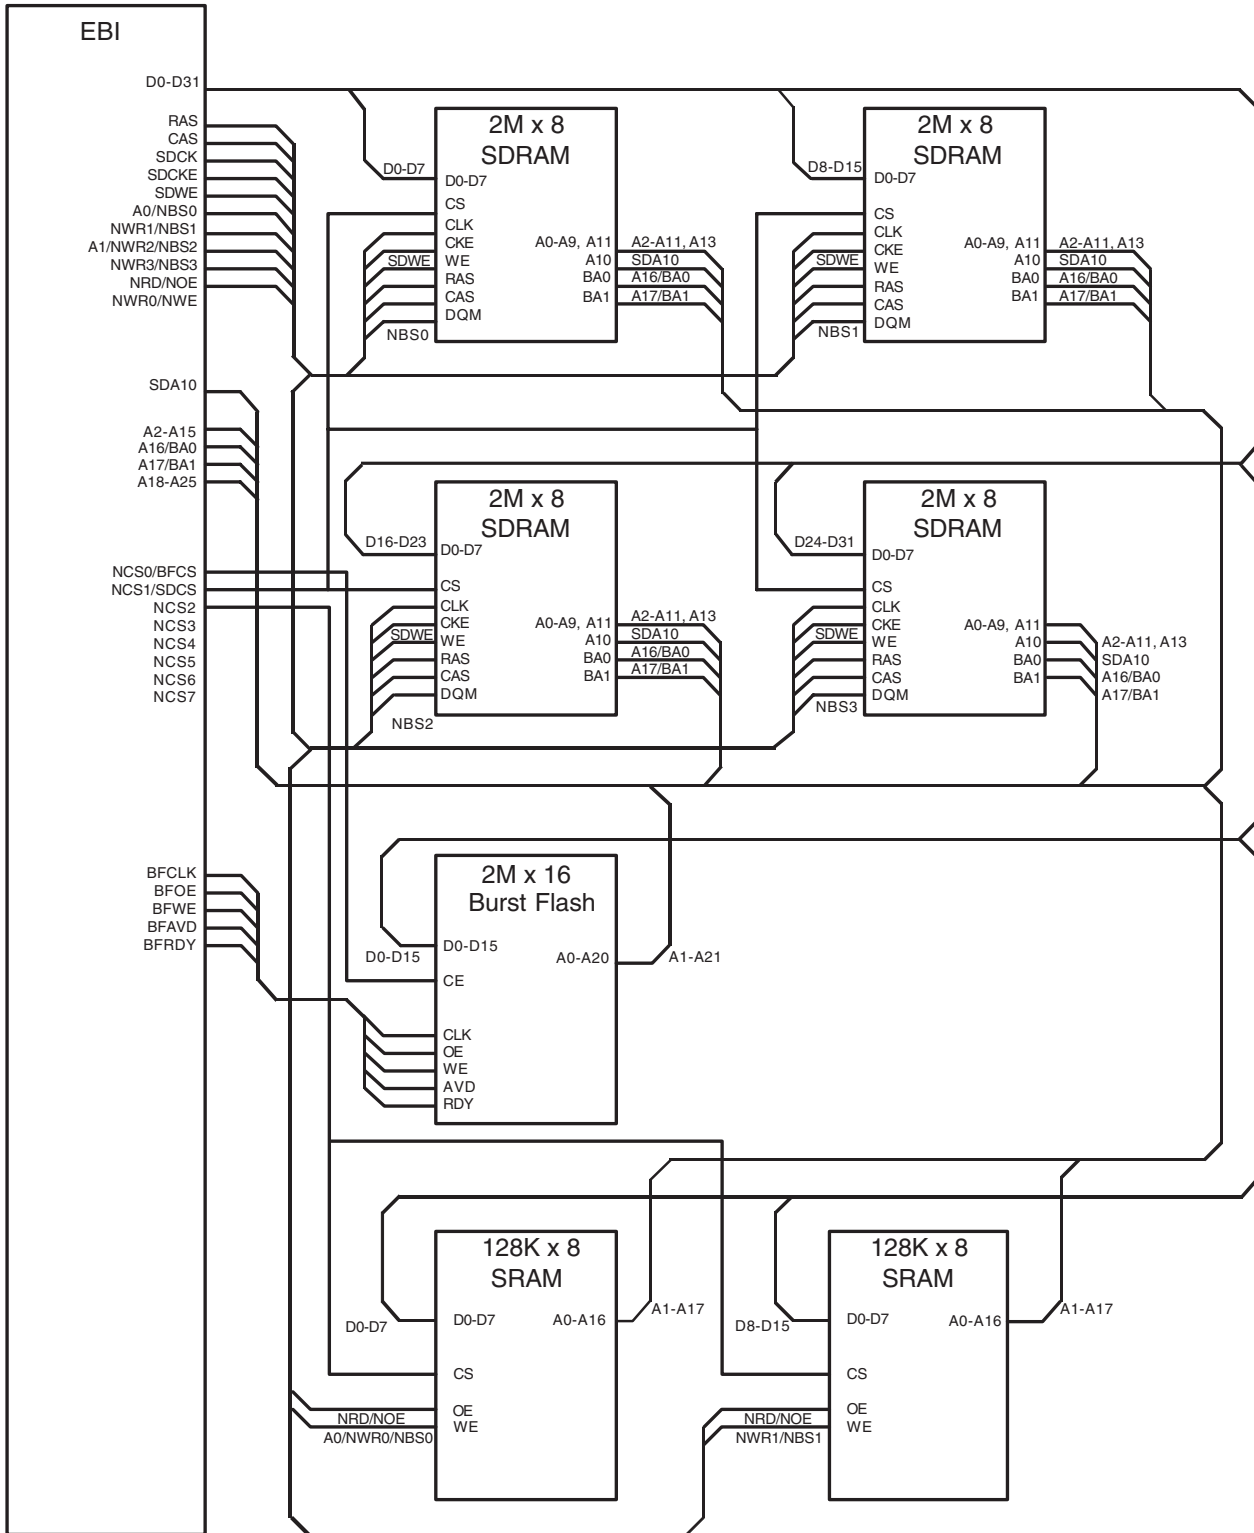 EBI
D0-D31
RAS
CAS
SDCK
SDCKE
SDWE
A0/NBS0
NWR1/NBS1
A1/NWR2/NBS2
NWR3/NBS3
NRD/NOE
NWR0/NWE
SDA10
A2-A15
A16/BA0
A17/BA1
A18-A25
NCS0/BFCS
NCS1/SDCS
NCS2
NCS3
NCS4
NCS5
NCS6
NCS7
BFCLK
BFOE
BFWE
BFAVD
BFRDY
2M x 8
SDRAM
D0-D7
D0-D7
CS
CLK
CKE
SDWE
WE
RAS
CAS
DQM
NBS0
A0-A9, A11
A10
BA0
BA1
A2-A11, A13
SDA10
A16/BA0
A17/BA1
2M x 8
SDRAM
D8-D15
D0-D7
CS
CLK
CKE
SDWE
WE
RAS
CAS
DQM
NBS1
A0-A9, A11
A10
BA0
BA1
A2-A11, A13
SDA10
A16/BA0
A17/BA1
2M x 8
SDRAM
D16-D23
D0-D7
CS
CLK
CKE
SDWE
WE
RAS
CAS
DQM
NBS2
A0-A9, A11
A10
BA0
BA1
A2-A11, A13
SDA10
A16/BA0
A17/BA1
2M x 8
SDRAM
D24-D31
D0-D7
CS
CLK
CKE
SDWE
WE
RAS
CAS
DQM
NBS3
A0-A9, A11
A10
BA0
BA1
A2-A11, A13
SDA10
A16/BA0
A17/BA1
2M x 16
Burst Flash
D0-D15
D0-D15
CE
A0-A20
A1-A21
CLK
OE
WE
AVD
RDY
128K x 8
SRAM
D0-D7
D0-D7
A0-A16
A1-A17
CS
OE
NRD/NOE
WE
A0/NWR0/NBS0
128K x 8
SRAM
D8-D15
D0-D7
A0-A16
A1-A17
CS
OE
NRD/NOE
WE
NWR1/NBS1